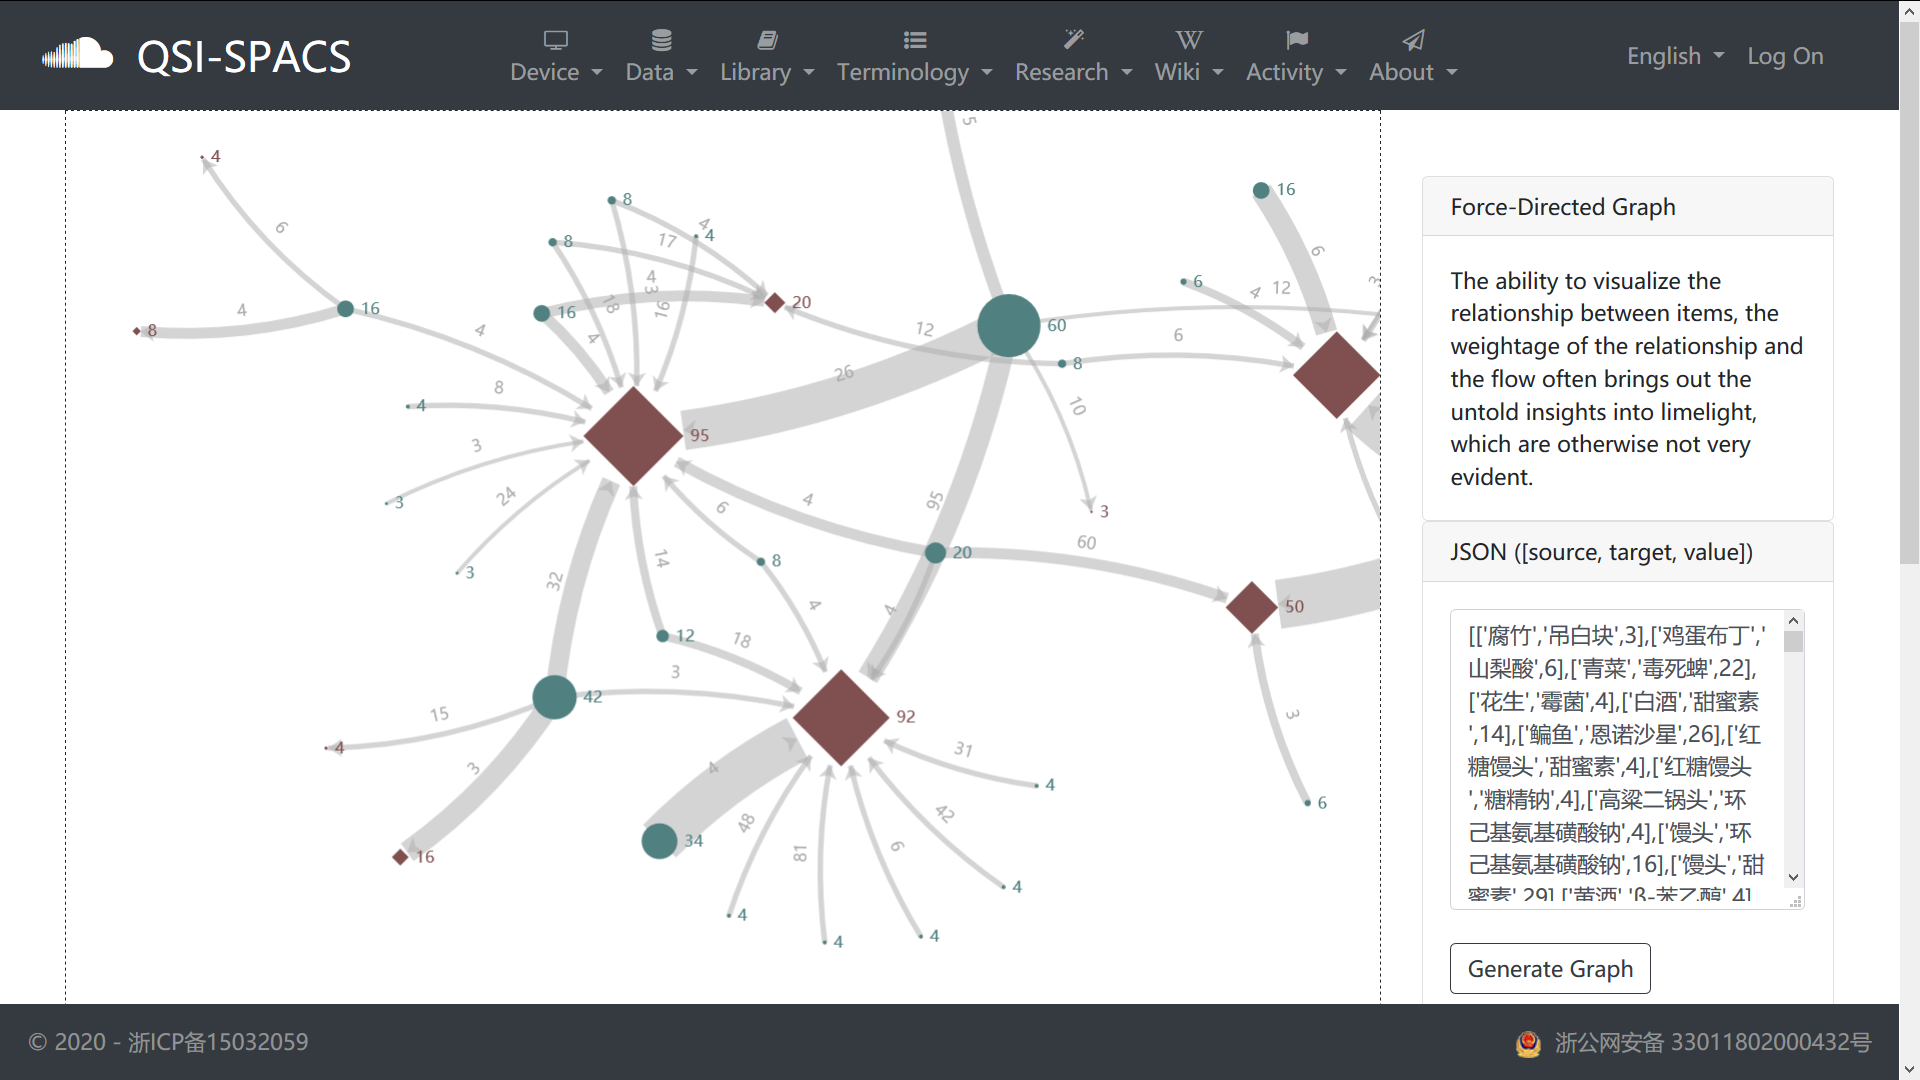 QSI-SPACS
Device
Data
Library
Terminology
Research
Wiki
Activity
About
English
Log On
5
4
6
8
8
4
17
4
16
6
6
4
12
3
4
8
16
4
16
4
3
18
16
4
20
12
60
8
6
26
10
4
8
95
3
3
24
3
4
6
95
3
60
20
14
8
32
4
4
50
12
18
3
42
92
15
4
3
16
31
4
3
6
4
34
48
81
6
42
4
4
4
4
Force-Directed Graph
The ability to visualize the
relationship between items, the
weightage of the relationship and
the flow often brings out the
untold insights into limelight,
which are otherwise not very
evident.
JSON ([source, target, value])
[['腐竹','吊白块',3],['鸡蛋布丁','
山梨酸',6],['青菜','毒死蜱',22],
['花生','霉菌',4],['白酒','甜蜜素
',14],['鳊鱼','恩诺沙星',26],['红
糖馒头','甜蜜素',4],['红糖馒头
','糖精钠',4],['高粱二锅头','环
己基氨基磺酸钠',4],['馒头','环
己基氨基磺酸钠',16],['馒头','甜
蜜素',29],['黄酒','β-苯乙醇',4]
Generate Graph
© 2020 - 浙ICP备15032059
浙公网安备 33011802000432号